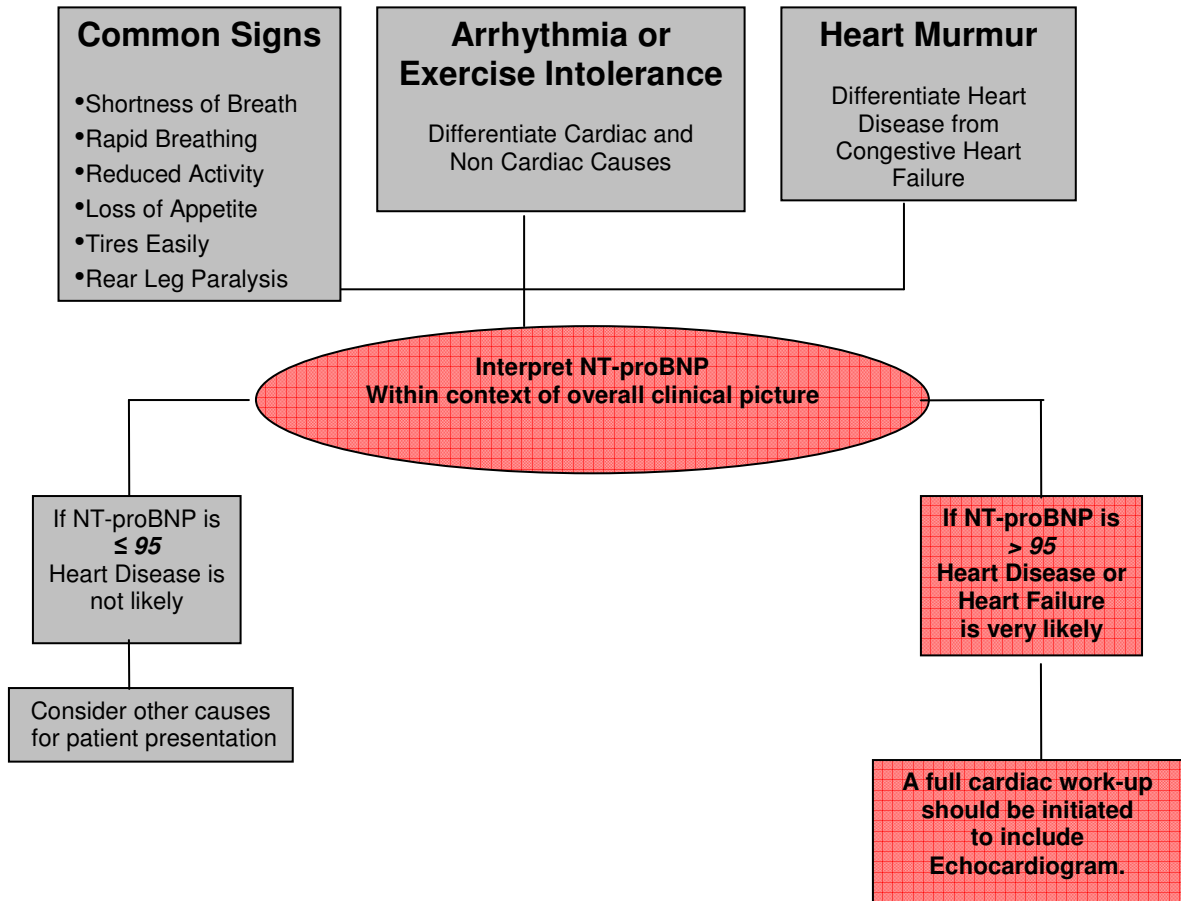 Common Signs
•Shortness of Breath
•Rapid Breathing
•Reduced Activity
•Loss of Appetite
•Tires Easily
•Rear Leg Paralysis
Arrhythmia or
Exercise Intolerance
Differentiate Cardiac and
Non Cardiac Causes
Heart Murmur
Differentiate Heart
Disease from
Congestive Heart
Failure
Interpret NT-proBNP
Within context of overall clinical picture
If NT-proBNP is
≤ 95
Heart Disease is
not likely
If NT-proBNP is
> 95
Heart Disease or
Heart Failure
is very likely
Consider other causes
for patient presentation
A full cardiac work-up
should be initiated
to include
Echocardiogram.